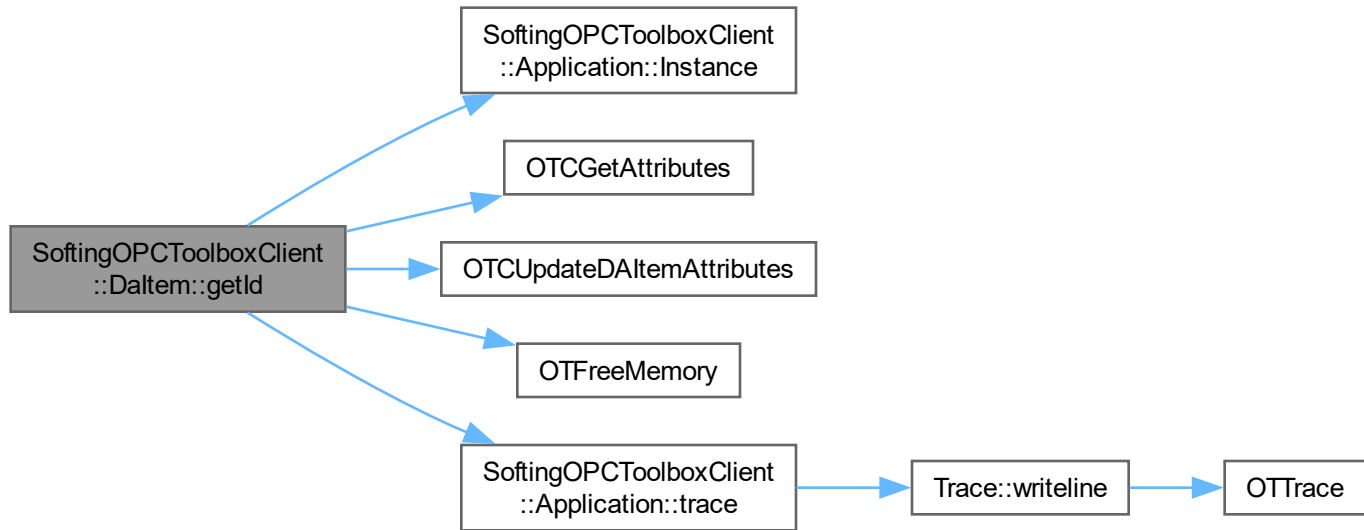 SoftingOPCToolboxClient
::Application::Instance
OTCGetAttributes
SoftingOPCToolboxClient
::DaItem::getId
OTCUpdateDAItemAttributes
OTFreeMemory
SoftingOPCToolboxClient
::Application::trace
Trace::writeline
OTTrace